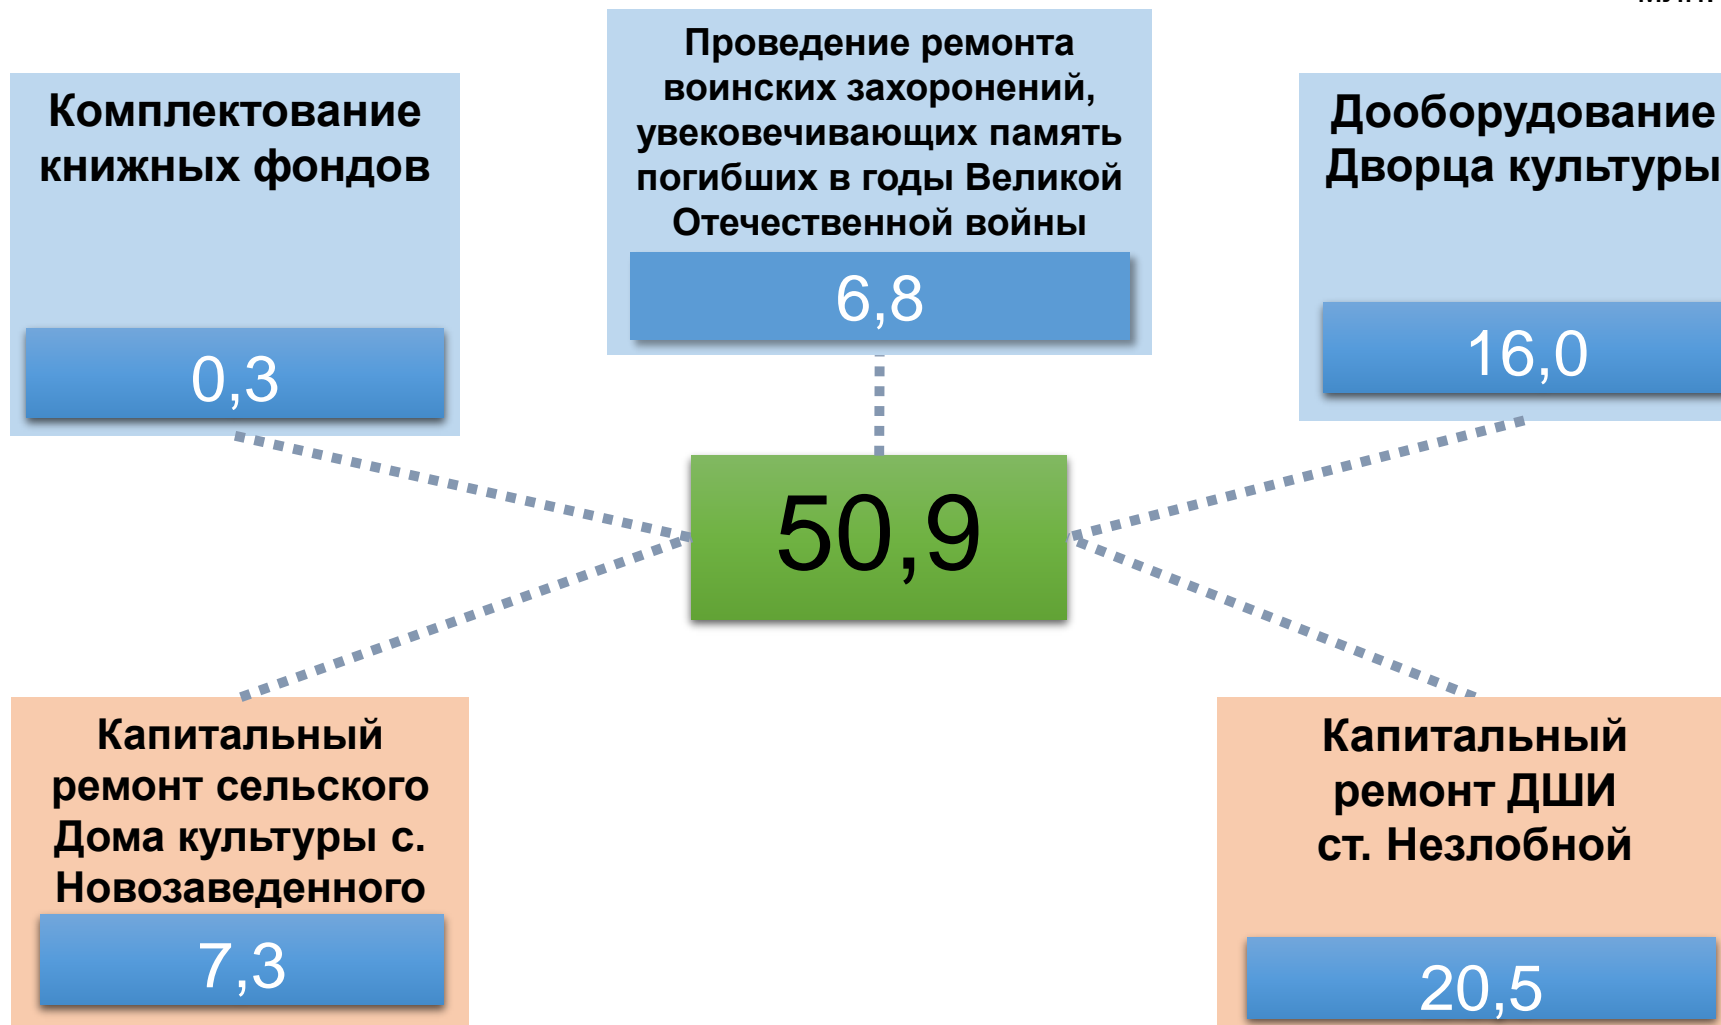 Комплектование
книжных фондов
0,3
Проведение ремонта
воинских захоронений,
увековечивающих память
погибших в годы Великой
Отечественной войны
6,8
Дооборудование
Дворца культуры
16,0
50,9
Капитальный
ремонт сельского
Дома культуры с.
Новозаведенного
7,3
Капитальный
ремонт ДШИ
ст. Незлобной
20,5